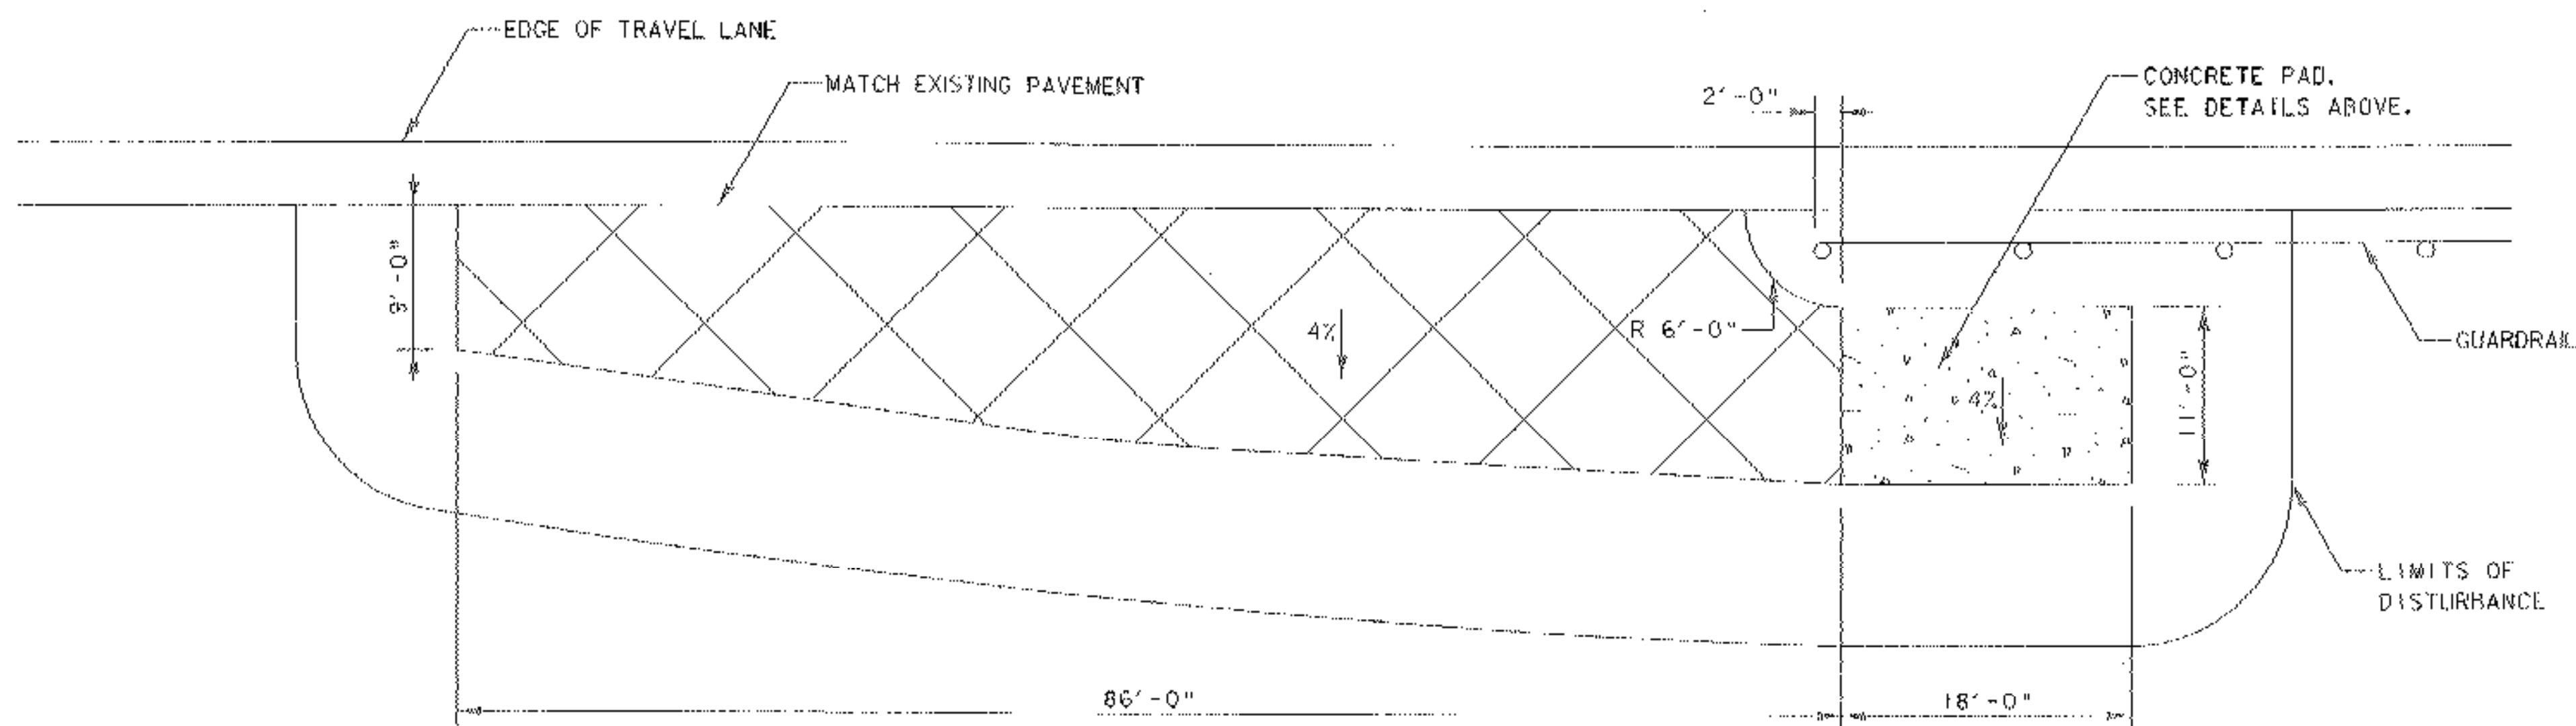 EDGE OF TRAVEL LANE
MATCH EXISTING PAVEMENT
2'-0"
CONCRETE PAD.
SEE DETAILS ABOVE.
9'-0"
4%
R 6'-0"
4%
11'-0"
GUARDRAIL
LIMITS OF
DISTURBANCE
86'-0"
18'-0"